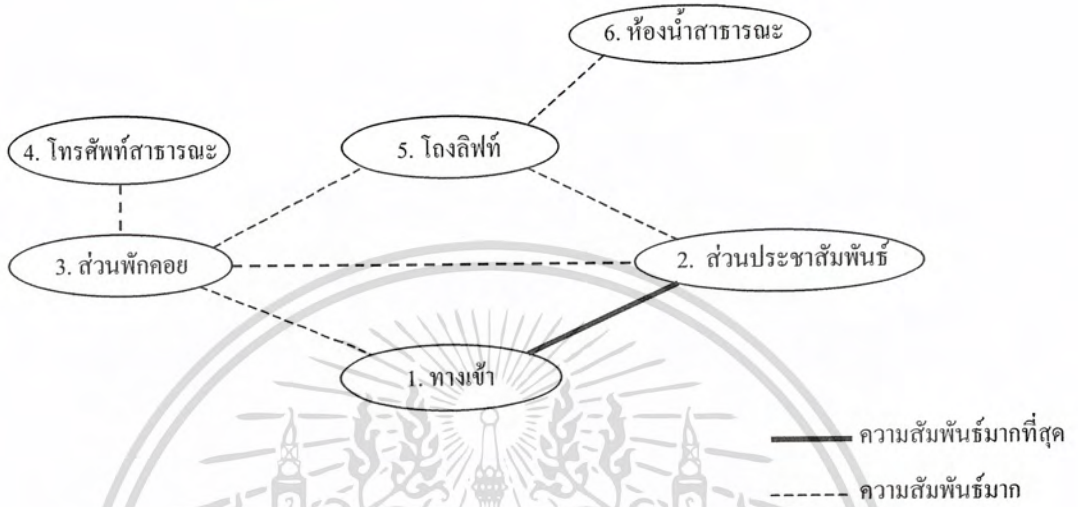 6. ห้องน้ำสาธารณะ
4. โทรศัพท์สาธารณะ
5. โถงลิฟท์
3. ส่วนพักคอย
2. ส่วนประชาสัมพันธ์
1. ทางเข้า
ความสัมพันธ์มากที่สุด
ความสัมพันธ์มาก